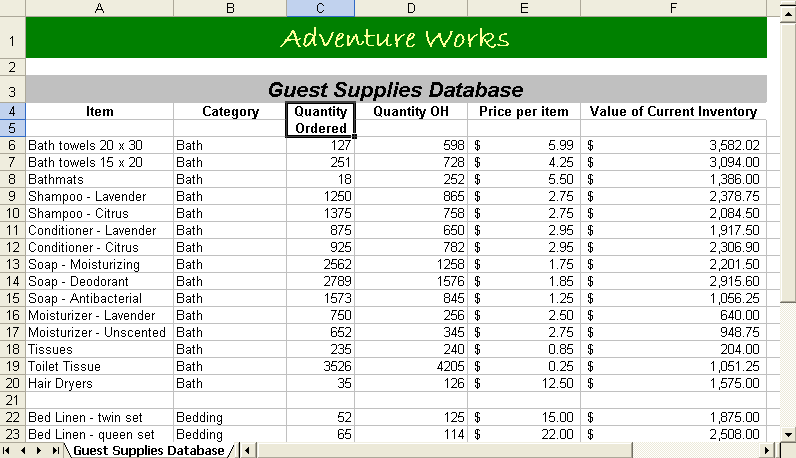 A B C D E F
1 Adventure Works
2
3 Guest Supplies Database
4 Item Category Quantity Quantity OH Price per item Value of Current Inventory
5 Ordered
6 Bath towels 20 x 30 Bath 127 598 $ 5.99 $ 3,582.02
7 Bath towels 15 x 20 Bath 251 728 $ 4.25 $ 3,094.00
8 Bathmats Bath 18 252 $ 5.50 $ 1,386.00
9 Shampoo - Lavender Bath 1250 865 $ 2.75 $ 2,378.75
10 Shampoo - Citrus Bath 1375 758 $ 2.75 $ 2,084.50
11 Conditioner - Lavender Bath 875 650 $ 2.95 $ 1,917.50
12 Conditioner - Citrus Bath 925 782 $ 2.95 $ 2,306.90
13 Soap - Moisturizing Bath 2562 1258 $ 1.75 $ 2,201.50
14 Soap - Deodorant Bath 2789 1576 $ 1.85 $ 2,915.60
15 Soap - Antibacterial Bath 1573 845 $ 1.25 $ 1,056.25
16 Moisturizer - Lavender Bath 750 256 $ 2.50 $ 640.00
17 Moisturizer - Unscented Bath 652 345 $ 2.75 $ 948.75
18 Tissues Bath 235 240 $ 0.85 $ 204.00
19 Toilet Tissue Bath 3526 4205 $ 0.25 $ 1,051.25
20 Hair Dryers Bath 35 126 $ 12.50 $ 1,575.00
21
22 Bed Linen - twin set Bedding 52 125 $ 15.00 $ 1,875.00
23 Bed Linen - queen set Bedding 65 114 $ 22.00 $ 2,508.00
Guest Supplies Database